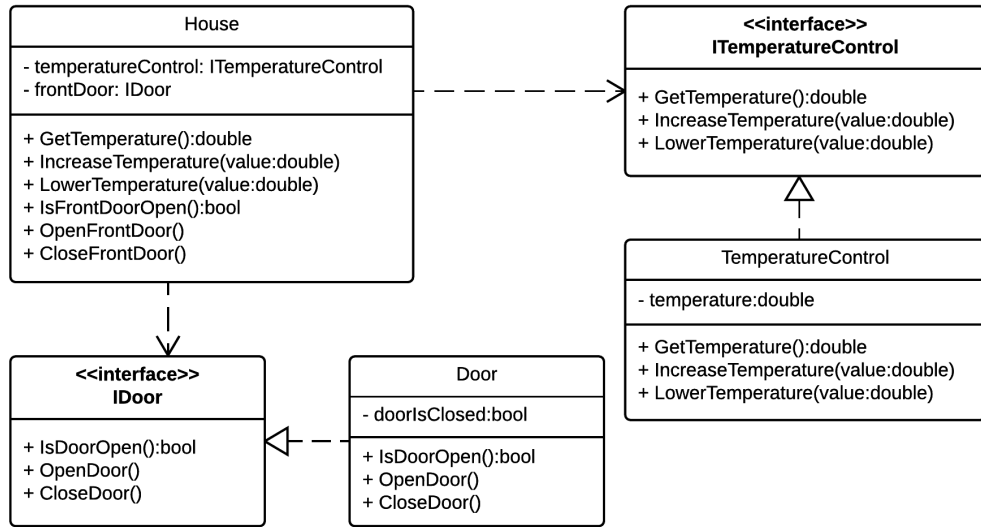 House
- temperatureControl: ITemperatureControl
- frontDoor: IDoor
+ GetTemperature():double
+ IncreaseTemperature(value:double)
+ LowerTemperature(value:double)
+ IsFrontDoorOpen():bool
+ OpenFrontDoor()
+ CloseFrontDoor()
<<interface>>
ITemperatureControl
+ GetTemperature():double
+ IncreaseTemperature(value:double)
+ LowerTemperature(value:double)
TemperatureControl
- temperature:double
+ GetTemperature():double
+ IncreaseTemperature(value:double)
+ LowerTemperature(value:double)
<<interface>>
IDoor
+ IsDoorOpen():bool
+ OpenDoor()
+ CloseDoor()
Door
- doorIsClosed:bool
+ IsDoorOpen():bool
+ OpenDoor()
+ CloseDoor()